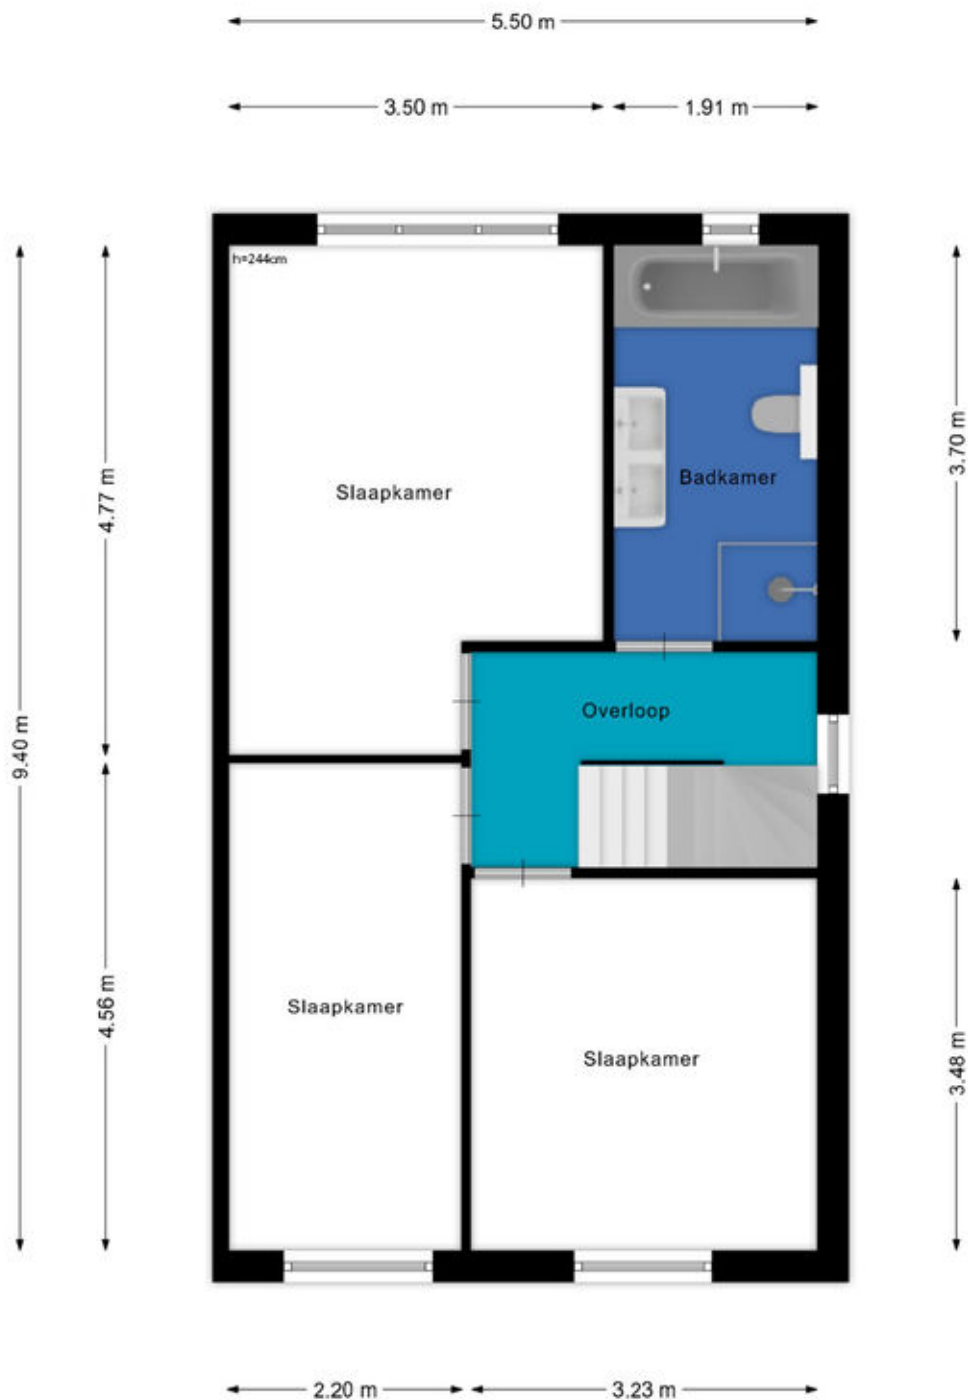 5.50 m
3.50 m
1.91 m
h=244cm
4.77 m
3.70 m
Slaapkamer
Badkamer
Overloop
9.40 m
4.56 m
Slaapkamer
Slaapkamer
3.48 m
2.20 m
3.23 m